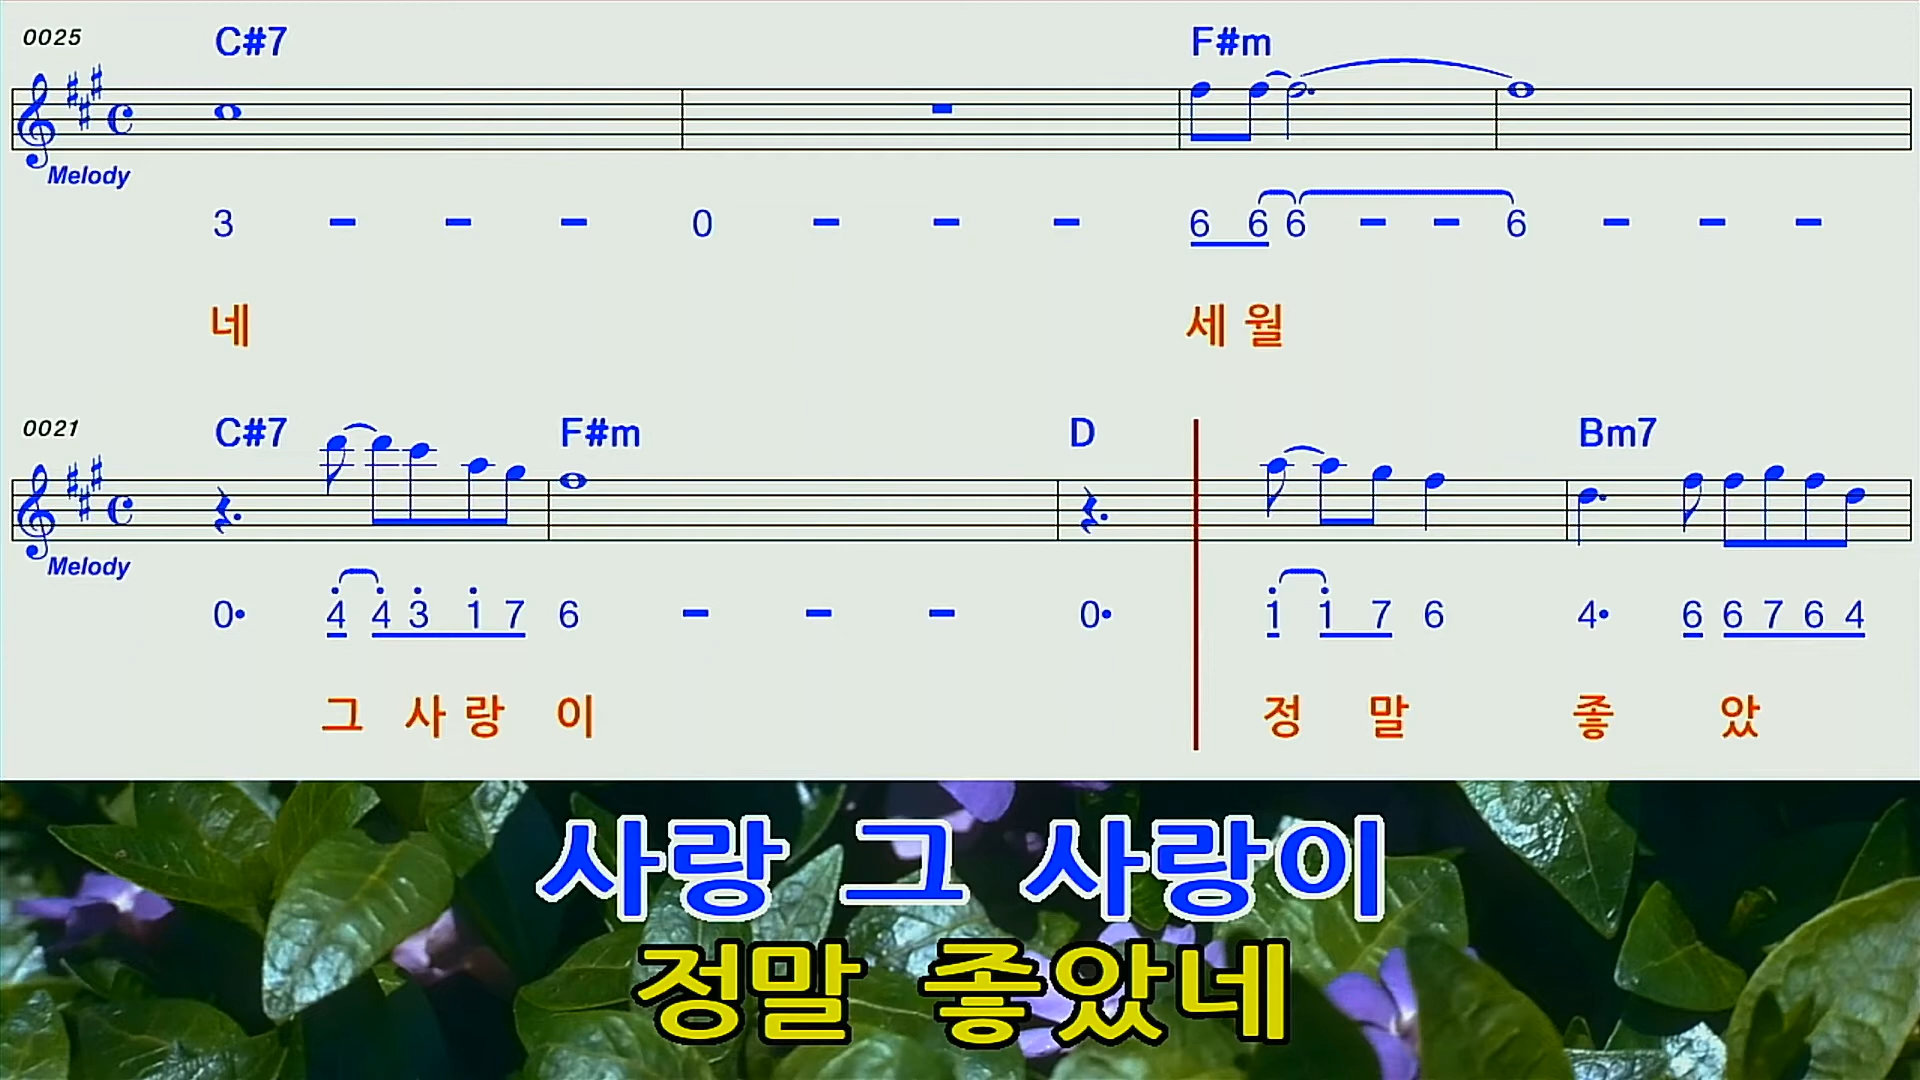 0025 C#7 F#m
Melody
3 - - - 0 - - - 6 6 6 - - 6 - - -
네 세 월
0021 C#7 F#m D Bm7
Melody
0• 4 4 3 1 7 6 - - - 0• 1 1 7 6 4• 6 6 7 6 4
그 사 랑 이 정 말 좋 았
사랑 그 사랑이
정말 좋았네